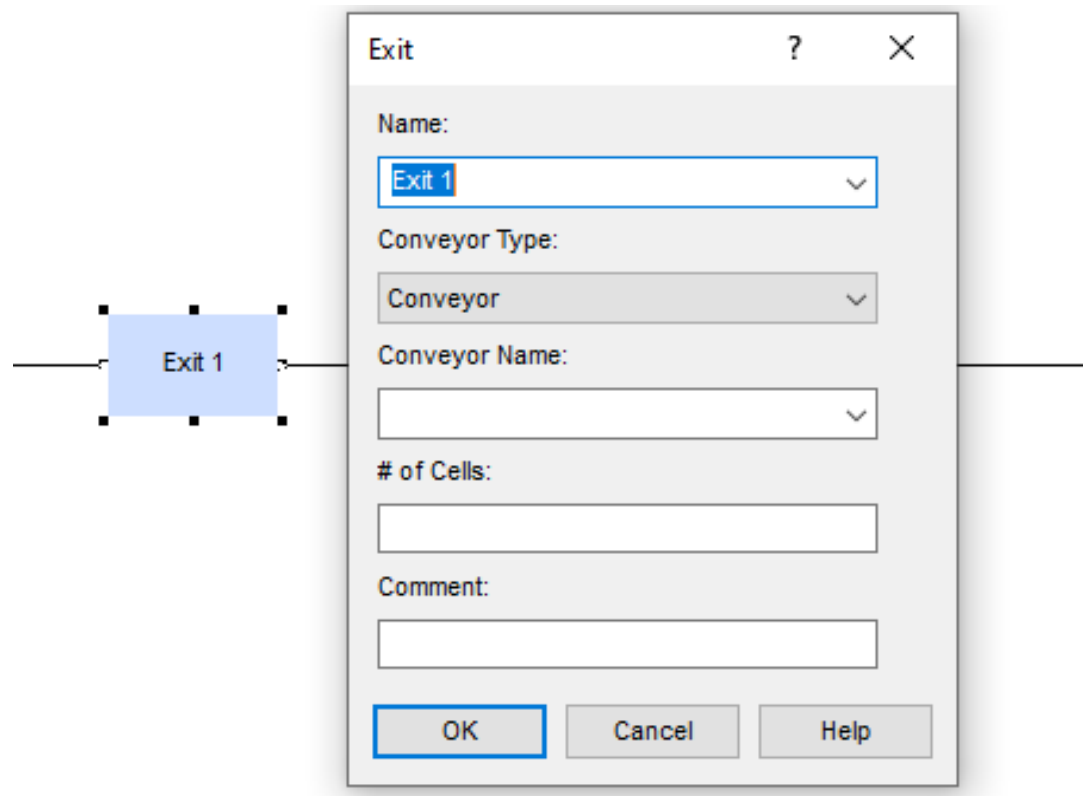 Exit
?
Name:
Exit 1
Conveyor Type:
Conveyor
Exit 1
Conveyor Name:
# of Cells:
Comment:
OK Cancel Help